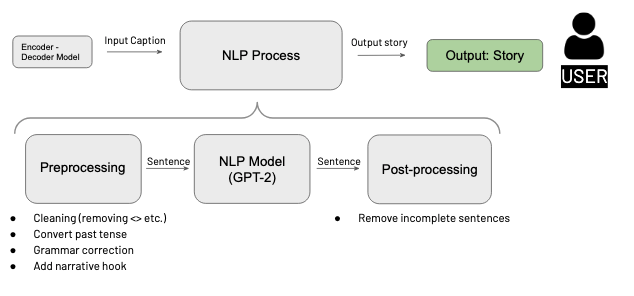 Encoder -
Decoder Model
Input Caption
NLP Process
Output story
Output: Story
USER
Preprocessing
Sentence
NLP Model
(GPT-2)
Sentence
Post-processing
● Cleaning (removing <> etc.)
● Convert past tense
● Grammar correction
● Add narrative hook
● Remove incomplete sentences